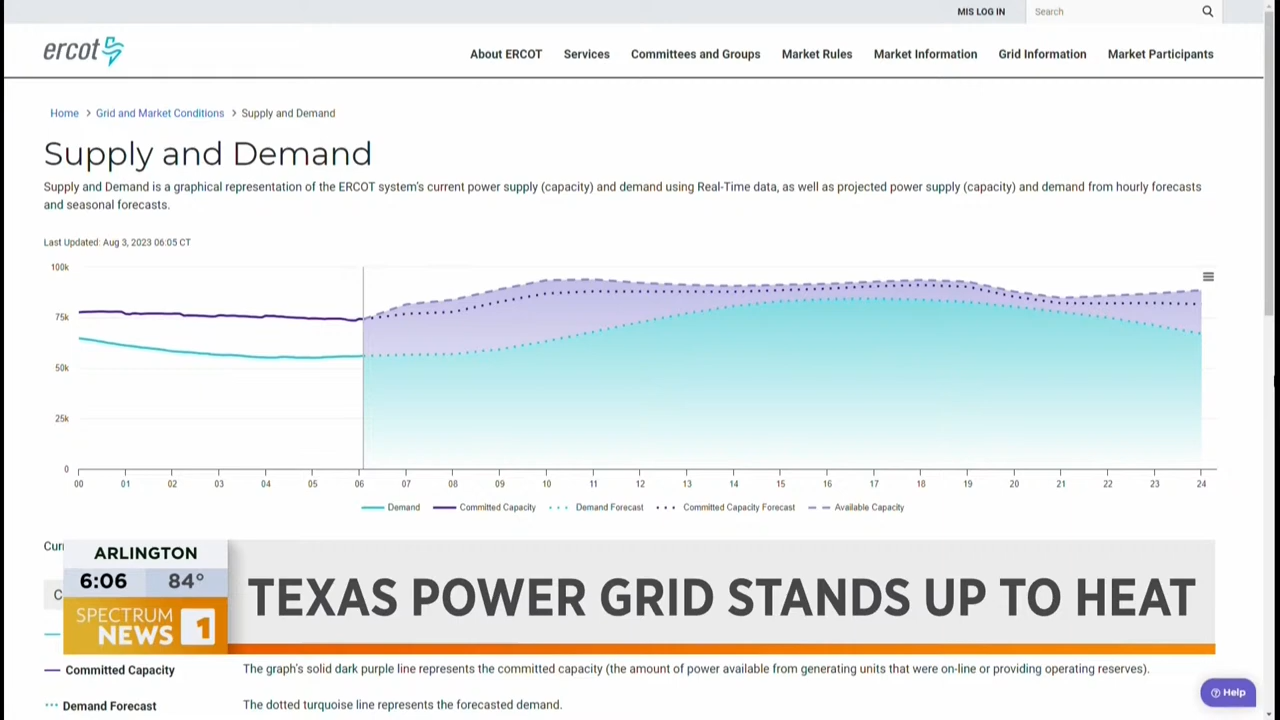 MIS LOG IN
Search
ercot
About ERCOT Services Committees and Groups Market Rules Market Information Grid Information Market Participants
Home > Grid and Market Conditions > Supply and Demand
Supply and Demand
Supply and Demand is a graphical representation of the ERCOT system's current power supply (capacity) and demand using Real-Time data, as well as projected power supply (capacity) and demand from hourly forecasts
and seasonal forecasts.
Last Updated: Aug 3, 2023 06:05 CT
100k
75k
50k
25k
0
00 01 02 03 04 05 06 07 08 09 10 11 12 13 14 15 16 17 18 19 20 21 22 23 24
Demand Committed Capacity Demand Forecast Committed Capacity Forecast Available Capacity
ARLINGTON
6:06 84°
SPECTRUM
NEWS 1
TEXAS POWER GRID STANDS UP TO HEAT
Committed Capacity The graph's solid dark purple line represents the committed capacity (the amount of power available from generating units that were on-line or providing operating reserves).
Help
Demand Forecast The dotted turquoise line represents the forecasted demand.